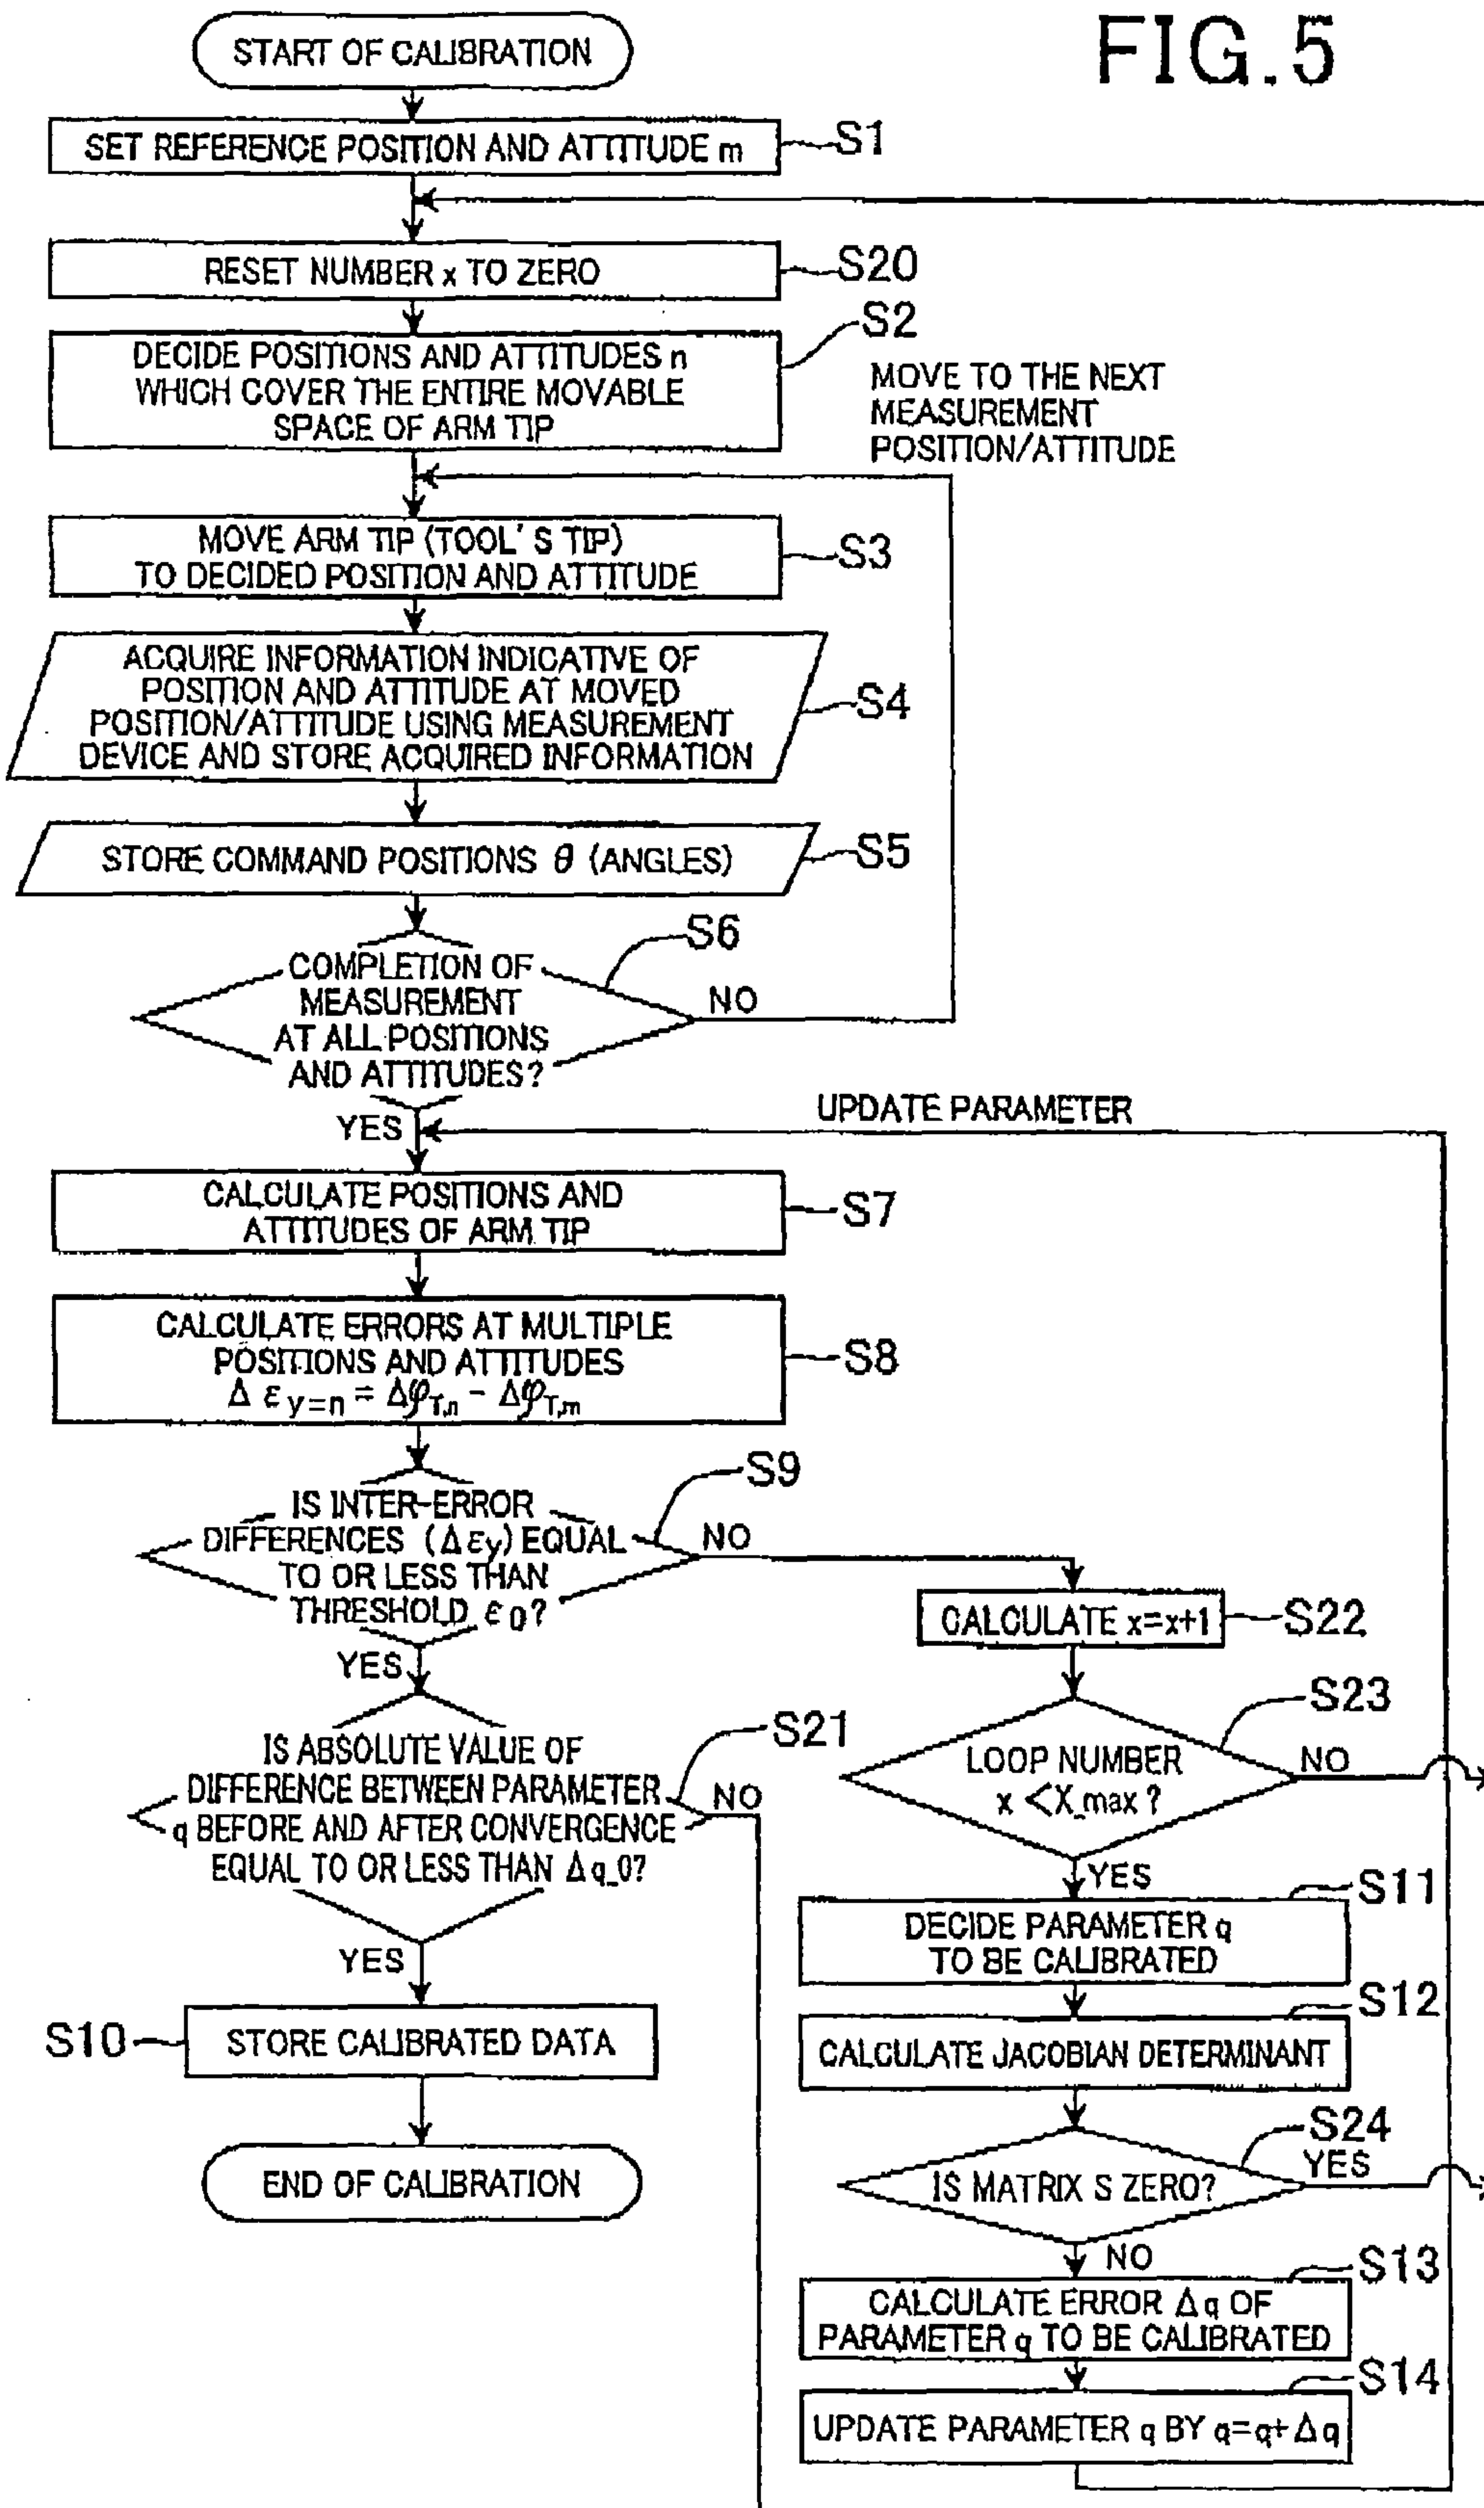 FIG.5
START OF CALIBRATION
SET REFERENCE POSITION AND ATTITUDE m
S1
RESET NUMBER x TO ZERO
S20
DECIDE POSITIONS AND ATTITUDES n
WHICH COVER THE ENTIRE MOVABLE
SPACE OF ARM TIP
S2
MOVE TO THE NEXT
MEASUREMENT
POSITION/ATTITUDE
MOVE ARM TIP (TOOL'S TIP)
TO DECIDED POSITION AND ATTITUDE
S3
ACQUIRE INFORMATION INDICATIVE OF
POSITION AND ATTITUDE AT MOVED
POSITION/ATTITUDE USING MEASUREMENT
DEVICE AND STORE ACQUIRED INFORMATION
S4
STORE COMMAND POSITIONS θ (ANGLES)
S5
S6
COMPLETION OF
MEASUREMENT
AT ALL POSITIONS
AND ATTITUDES?
NO
YES
UPDATE PARAMETER
CALCULATE POSITIONS AND
ATTITUDES OF ARM TIP
S7
CALCULATE ERRORS AT MULTIPLE
POSITIONS AND ATTITUDES
Δ εy=n = ΔφT,n - ΔφT,m
S8
S9
IS INTER-ERROR
DIFFERENCES (Δεy) EQUAL
TO OR LESS THAN
THRESHOLD ε0?
NO
YES
CALCULATE x=x+1
S22
S21
IS ABSOLUTE VALUE OF
DIFFERENCE BETWEEN PARAMETER
q BEFORE AND AFTER CONVERGENCE
EQUAL TO OR LESS THAN Δq_0?
NO
YES
S23
LOOP NUMBER
x <X_max ?
NO
YES
S11
DECIDE PARAMETER q
TO BE CALIBRATED
S12
CALCULATE JACOBIAN DETERMINANT
S10
STORE CALIBRATED DATA
END OF CALIBRATION
S24
IS MATRIX S ZERO?
YES
NO
S13
CALCULATE ERROR Δq OF
PARAMETER q TO BE CALIBRATED
S14
UPDATE PARAMETER q BY q=q+Δq